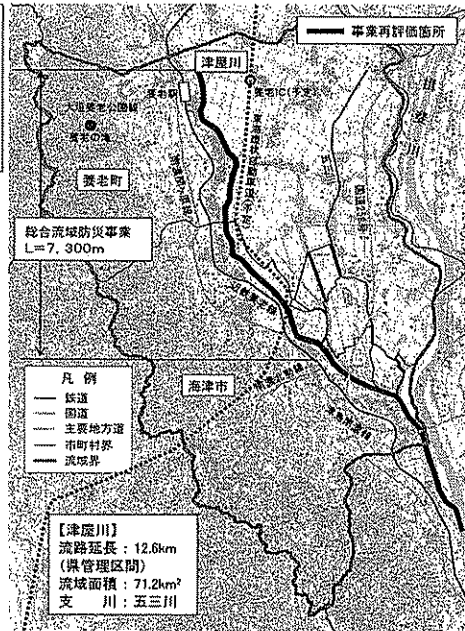 事業再評価箇所
津屋川
養老駅
養老IC(予定)
養老の滝
養老町
五三川
総合流域防災事業
L=7,300m
凡例
鉄道
国道
主要地方道
市町村界
流域界
海津市
【津屋川】
流路延長：12.6km
(県管理区間)
流域面積：71.2km²
支　川：五三川